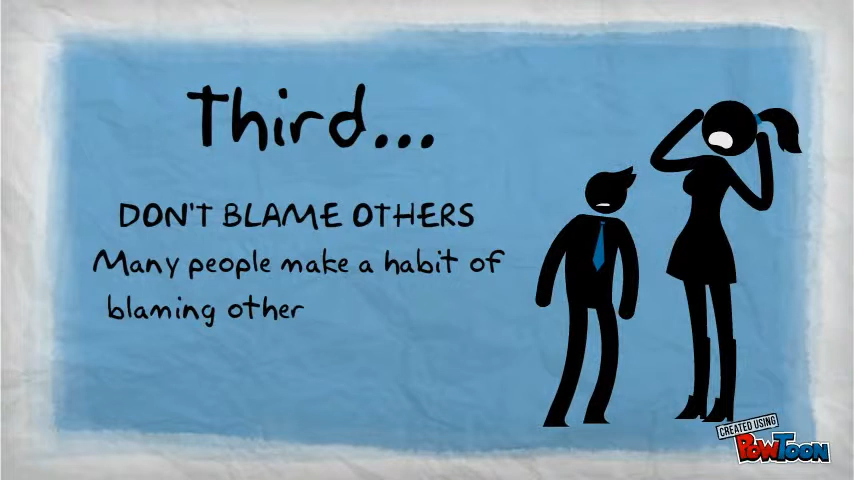 Third...
DON'T BLAME OTHERS
Many people make a habit of
blaming other
CREATED USING
POWTOON